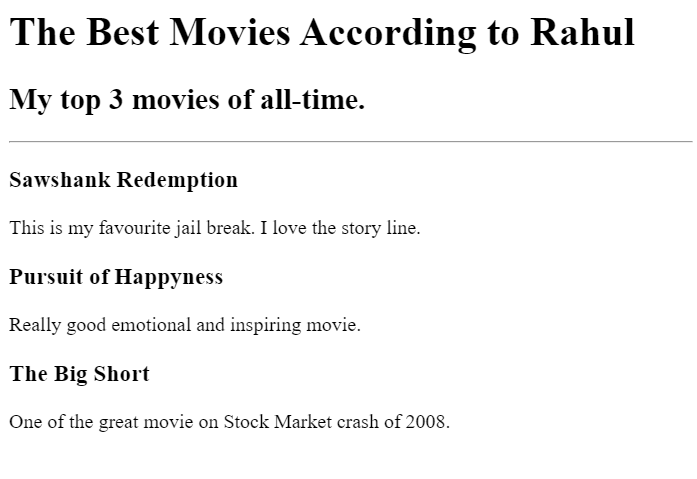 The Best Movies According to Rahul
My top 3 movies of all-time.
Sawshank Redemption
This is my favourite jail break. I love the story line.
Pursuit of Happyness
Really good emotional and inspiring movie.
The Big Short
One of the great movie on Stock Market crash of 2008.